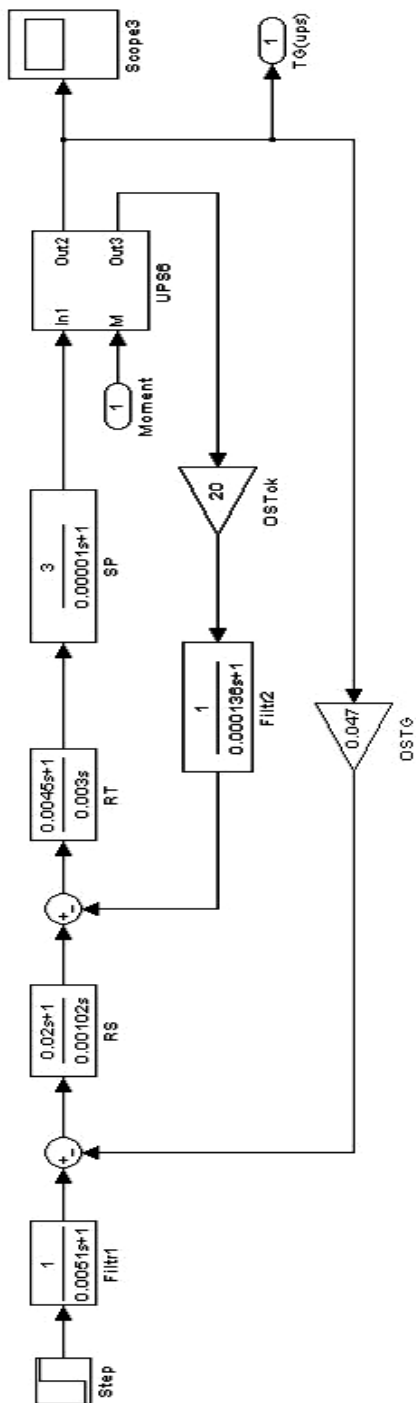 Step
1
0.0051s+1
Filtr1
+-
0.02s+1
0.00102s
RS
+-
0.0045s+1
0.003s
RT
3
0.00001s+1
SP
1
Moment
In1
M
Out2
Out3
UPS6
Scope3
1
TG(ups)
20
OSTok
1
0.000136s+1
Filtr2
0.047
OSTG